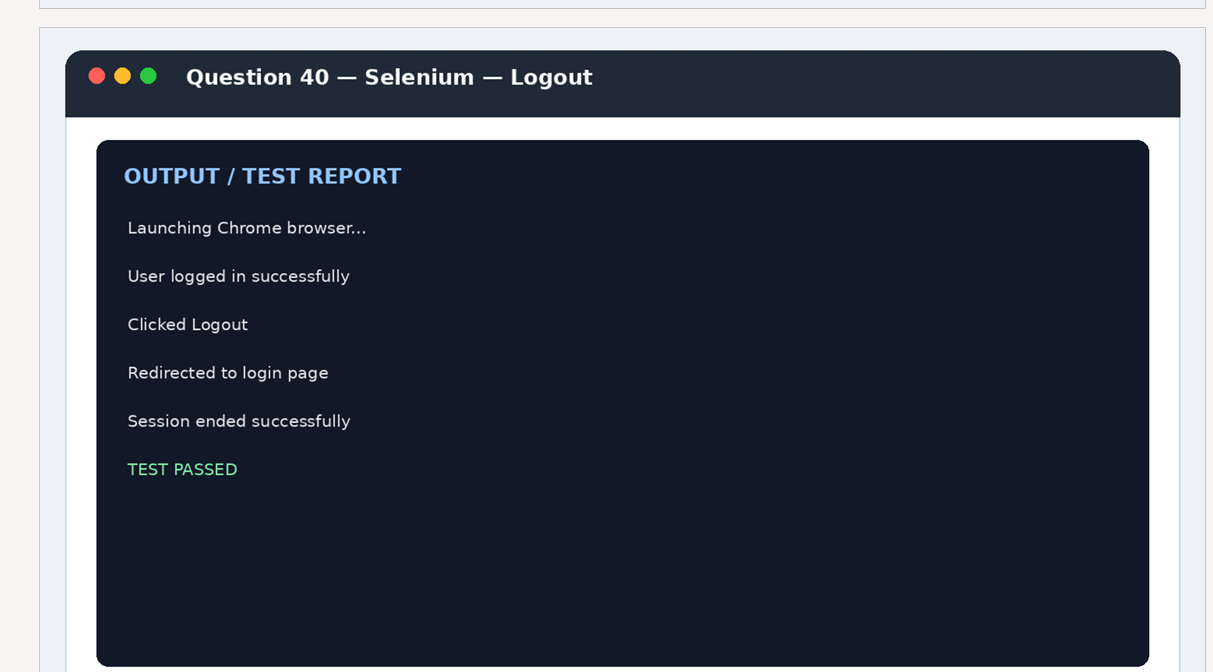 Question 40 — Selenium — Logout
OUTPUT / TEST REPORT
Launching Chrome browser...
User logged in successfully
Clicked Logout
Redirected to login page
Session ended successfully
TEST PASSED